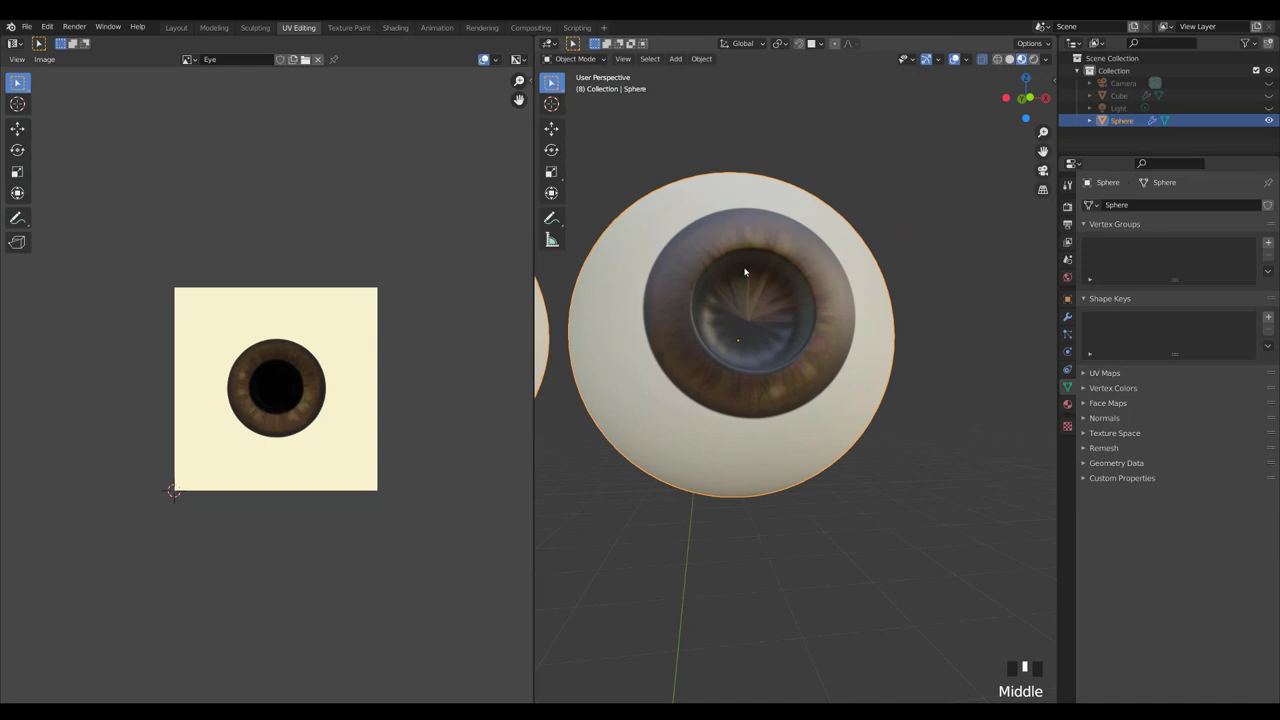 File Edit Render Window Help Layout Modeling Sculpting UV Editing Texture Paint Shading Animation Rendering Compositing Scripting + Scene View Layer
Global Options
View Image Eye Object Mode View Select Add Object
User Perspective
(8) Collection | Sphere
Scene Collection
Collection
Camera
Cube
Light
Sphere
Sphere Sphere
Sphere
Vertex Groups
Shape Keys
UV Maps
Vertex Colors
Face Maps
Normals
Texture Space
Remesh
Geometry Data
Custom Properties
Middle